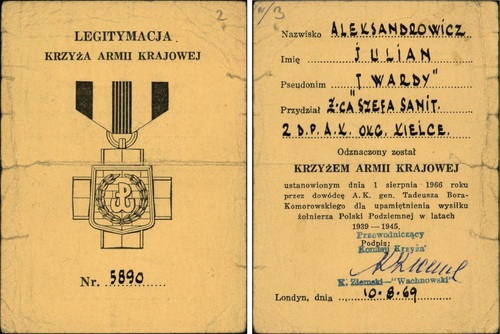 2
LEGITYMACJA
KRZYŻA ARMII KRAJOWEJ
Nr. 5890
Nazwisko ALEKSANDROWICZ
Imię JULIAN
Pseudonim "TWARDY"
Przydział Z-CA SZEFA SANIT.
2 D.P. A.K. OKG. KIELCE.
Odznaczony został
KRZYŻEM ARMII KRAJOWEJ
ustanowionym dnia 1 sierpnia 1966 roku
przez dowódcę A.K. gen. Tadeusza Bora-
Komorowskiego dla upamiętnienia wysiłku
żołnierza Polski Podziemnej w latach
1939—1945.
Przewodniczący
Podpis:
Komisji Krzyża
K. Ziemski—"Wachnowski"
Londyn, dnia 10-8-69